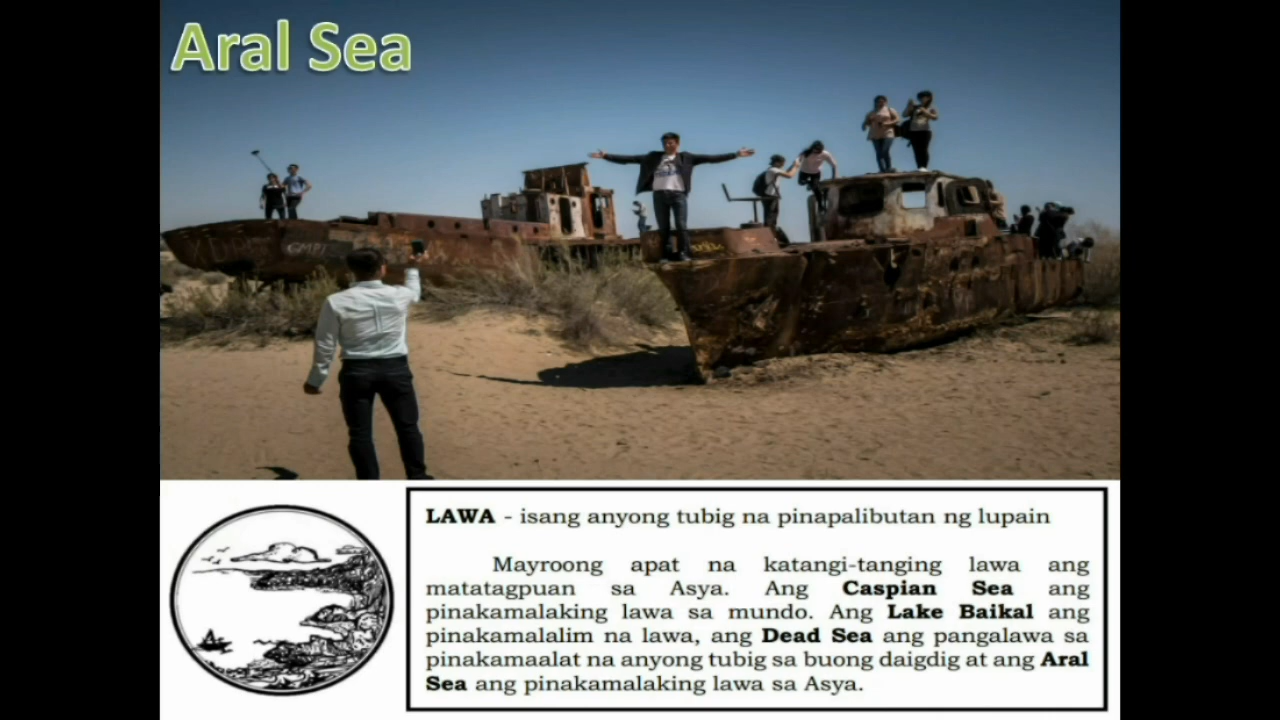 Aral Sea
LAWA - isang anyong tubig na pinapalibutan ng lupain
Mayroong apat na katangi-tanging lawa ang
matatagpuan sa Asya. Ang Caspian Sea ang
pinakamalaking lawa sa mundo. Ang Lake Baikal ang
pinakamalalim na lawa, ang Dead Sea ang pangalawa sa
pinakamaalat na anyong tubig sa buong daigdig at ang Aral
Sea ang pinakamalaking lawa sa Asya.